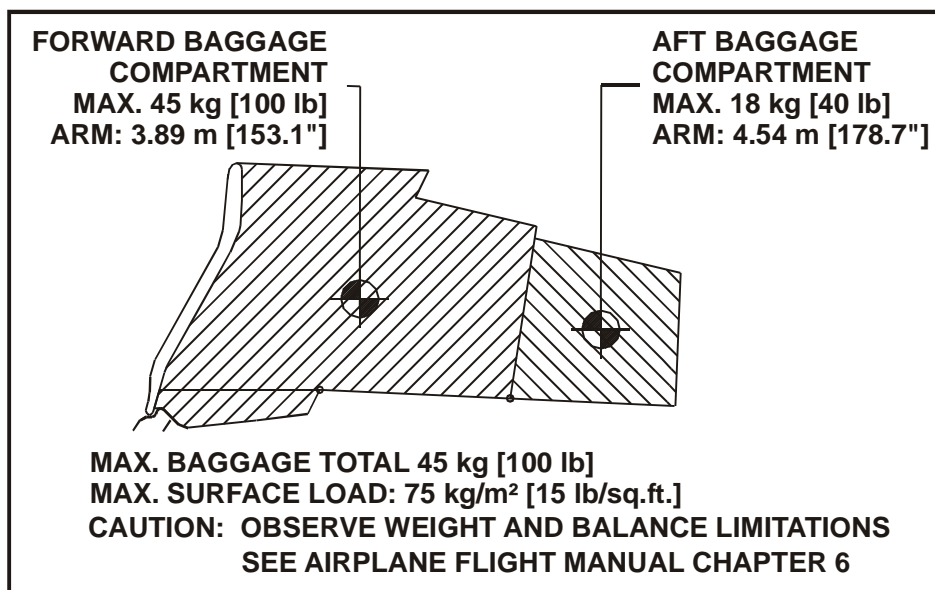 FORWARD BAGGAGE
COMPARTMENT
MAX. 45 kg [100 lb]
ARM: 3.89 m [153.1"]
AFT BAGGAGE
COMPARTMENT
MAX. 18 kg [40 lb]
ARM: 4.54 m [178.7"]
MAX. BAGGAGE TOTAL 45 kg [100 lb]
MAX. SURFACE LOAD: 75 kg/m² [15 lb/sq.ft.]
CAUTION: OBSERVE WEIGHT AND BALANCE LIMITATIONS
SEE AIRPLANE FLIGHT MANUAL CHAPTER 6